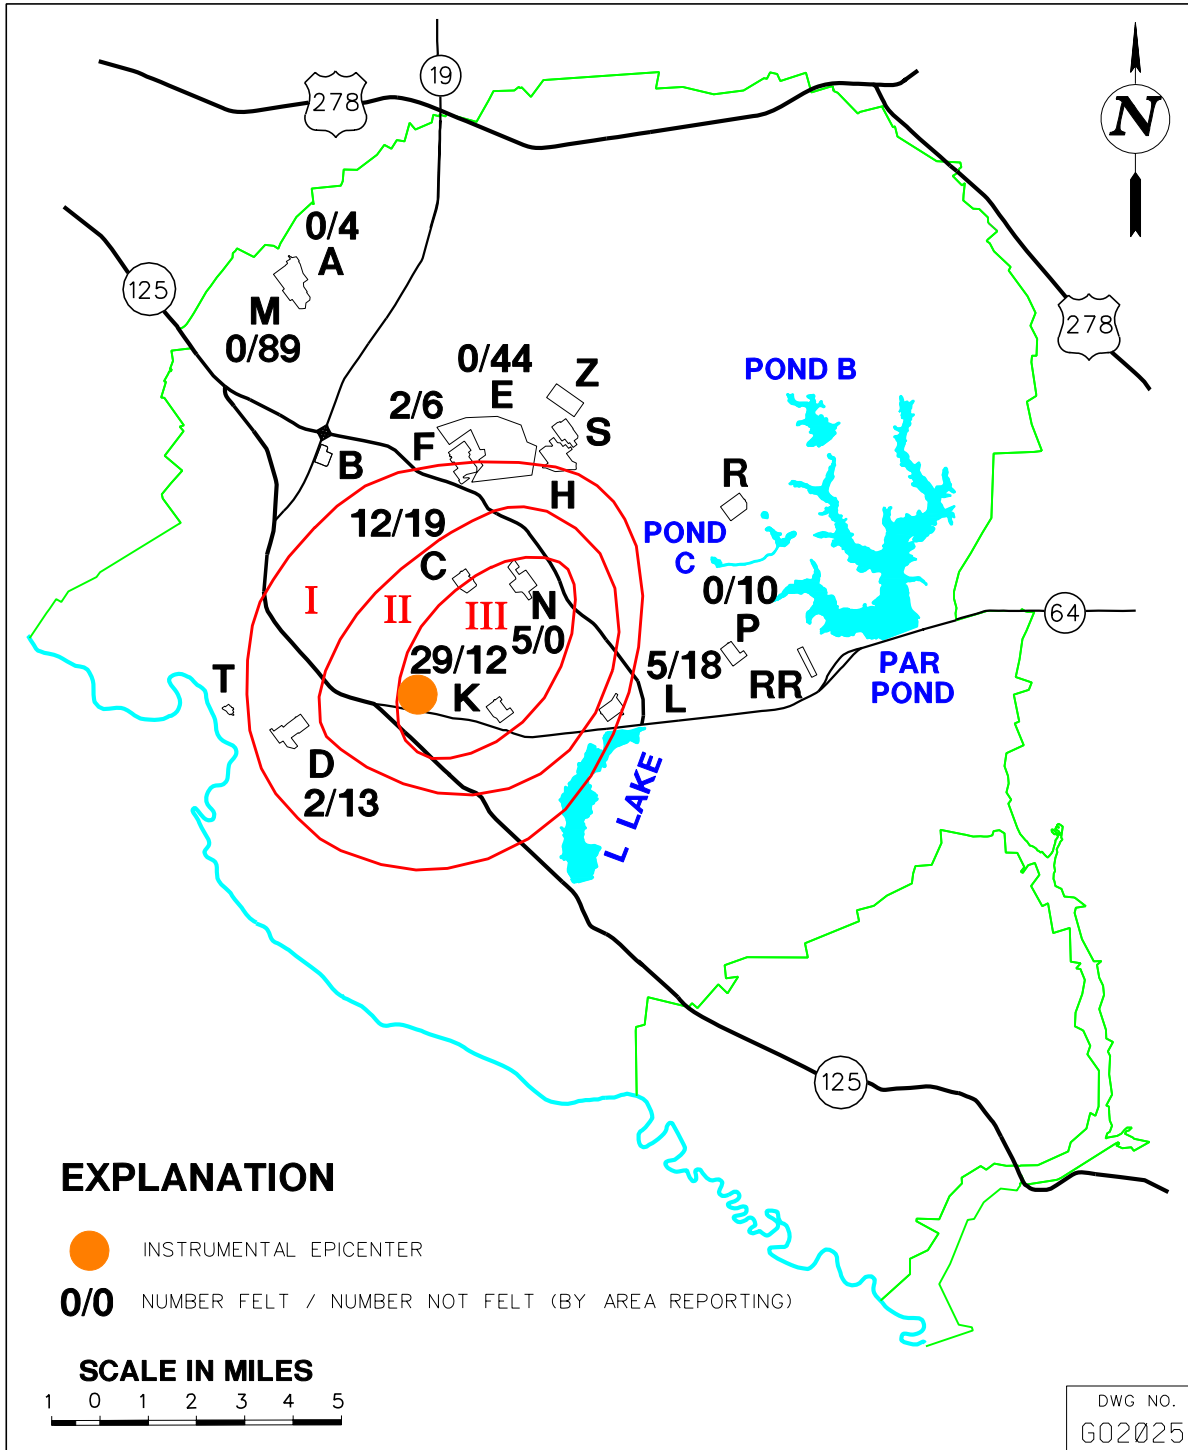 19
278
N
0/4
A
125
M
0/89
278
0/44
E
Z
POND B
2/6
F
S
B
H
R
12/19
POND
C
C
I
II
III
N
5/0
0/10
P
64
29/12
K
5/18
L
RR
PAR
POND
T
D
2/13
L LAKE
125
EXPLANATION
INSTRUMENTAL EPICENTER
0/0 NUMBER FELT / NUMBER NOT FELT (BY AREA REPORTING)
SCALE IN MILES
1 0 1 2 3 4 5
DWG NO.
GO2025